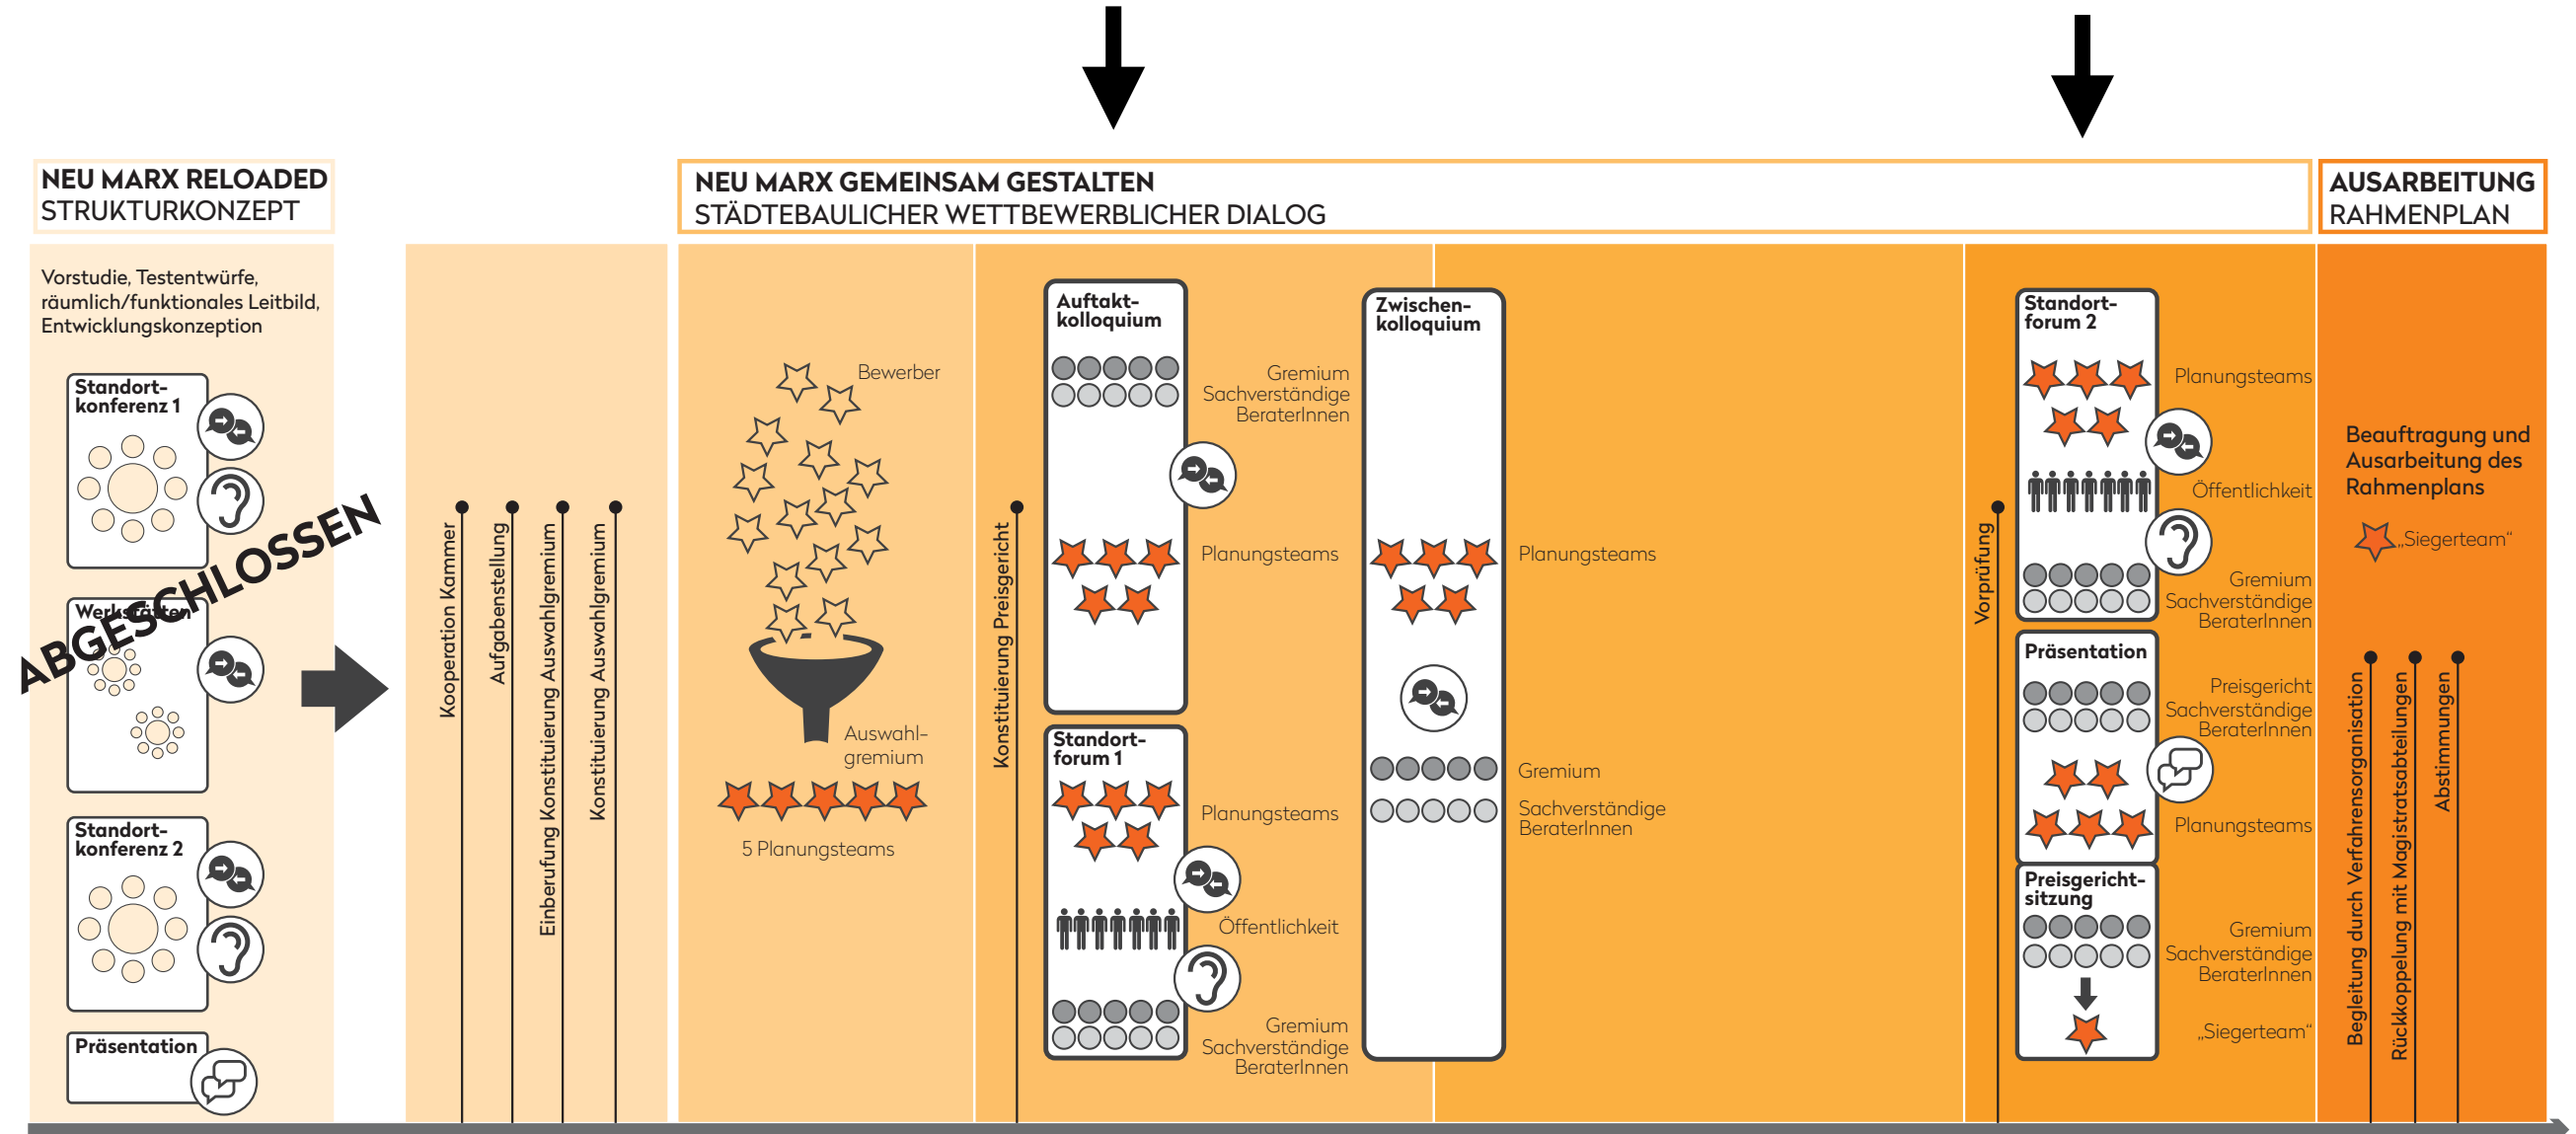 NEU MARX RELOADED
STRUKTURKONZEPT
Vorstudie, Testentwürfe,
räumlich/funktionales Leitbild,
Entwicklungskonzeption
Standort-
konferenz 1
ABGESCHLOSSEN
Werkstätten
Standort-
konferenz 2
Präsentation
Kooperation Kammer
Aufgabenstellung
Einberufung Konstituierung Auswahlgremium
Konstituierung Auswahlgremium
NEU MARX GEMEINSAM GESTALTEN
STÄDTEBAULICHER WETTBEWERBLICHER DIALOG
Bewerber
Auswahl-
gremium
5 Planungsteams
Konstituierung Preisgericht
Auftakt-
kolloquium
Gremium
Sachverständige
BeraterInnen
Planungsteams
Standort-
forum 1
Planungsteams
Öffentlichkeit
Gremium
Sachverständige
BeraterInnen
Zwischen-
kolloquium
Planungsteams
Gremium
Sachverständige
BeraterInnen
Vorprüfung
Standort-
forum 2
Planungsteams
Öffentlichkeit
Gremium
Sachverständige
BeraterInnen
Präsentation
Preisgericht
Sachverständige
BeraterInnen
Planungsteams
Preisgericht-
sitzung
Gremium
Sachverständige
BeraterInnen
„Siegerteam“
AUSARBEITUNG
RAHMENPLAN
Beauftragung und
Ausarbeitung des
Rahmenplans
„Siegerteam“
Begleitung durch Verfahrensorganisation
Rückkoppelung mit Magistratsabteilungen
Abstimmungen